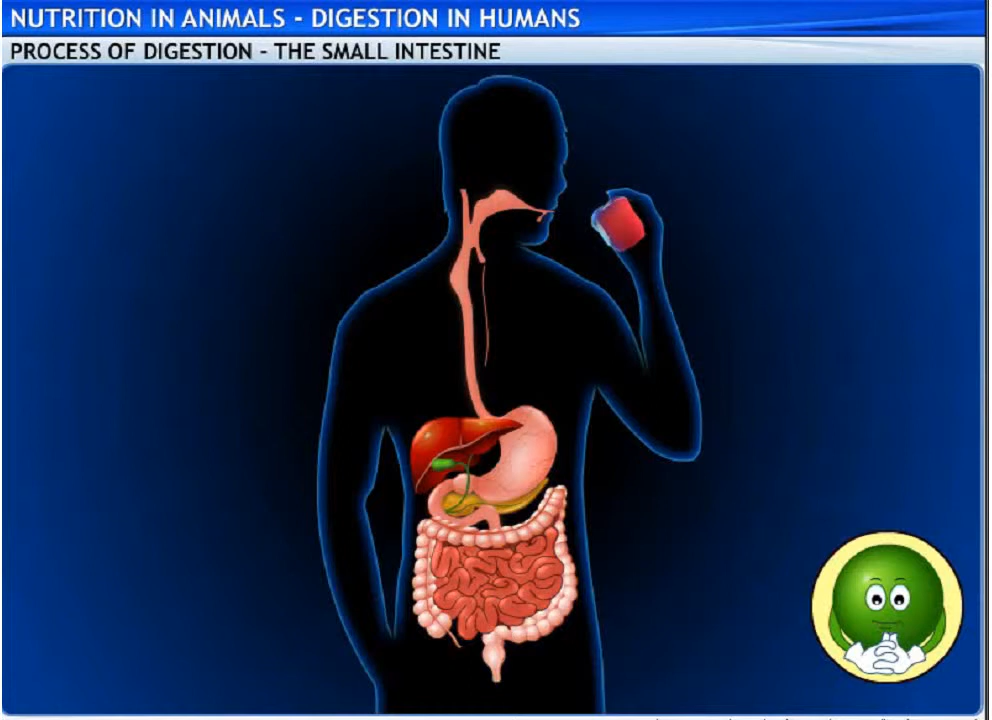 NUTRITION IN ANIMALS - DIGESTION IN HUMANS
PROCESS OF DIGESTION - THE SMALL INTESTINE